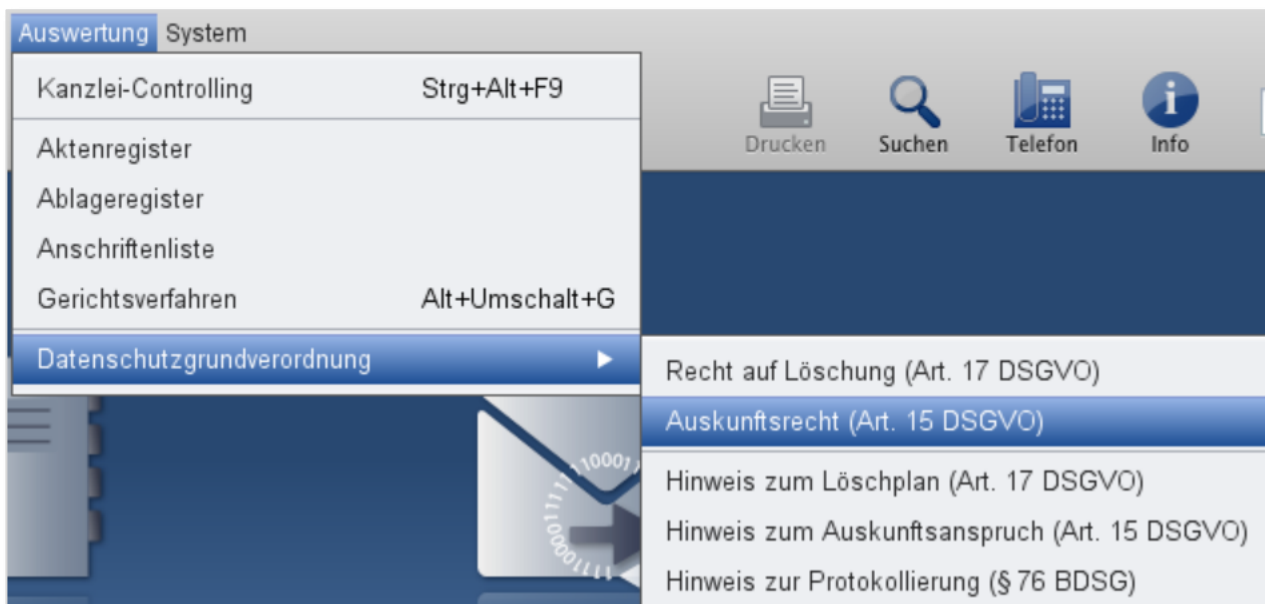 Auswertung System
Kanzlei-Controlling Strg+Alt+F9
Aktenregister
Ablageregister
Anschriftenliste
Gerichtsverfahren Alt+Umschalt+G
Datenschutzgrundverordnung
Drucken Suchen Telefon Info
Recht auf Löschung (Art. 17 DSGVO)
Auskunftsrecht (Art. 15 DSGVO)
Hinweis zum Löschplan (Art. 17 DSGVO)
Hinweis zum Auskunftsanspruch (Art. 15 DSGVO)
Hinweis zur Protokollierung (§ 76 BDSG)